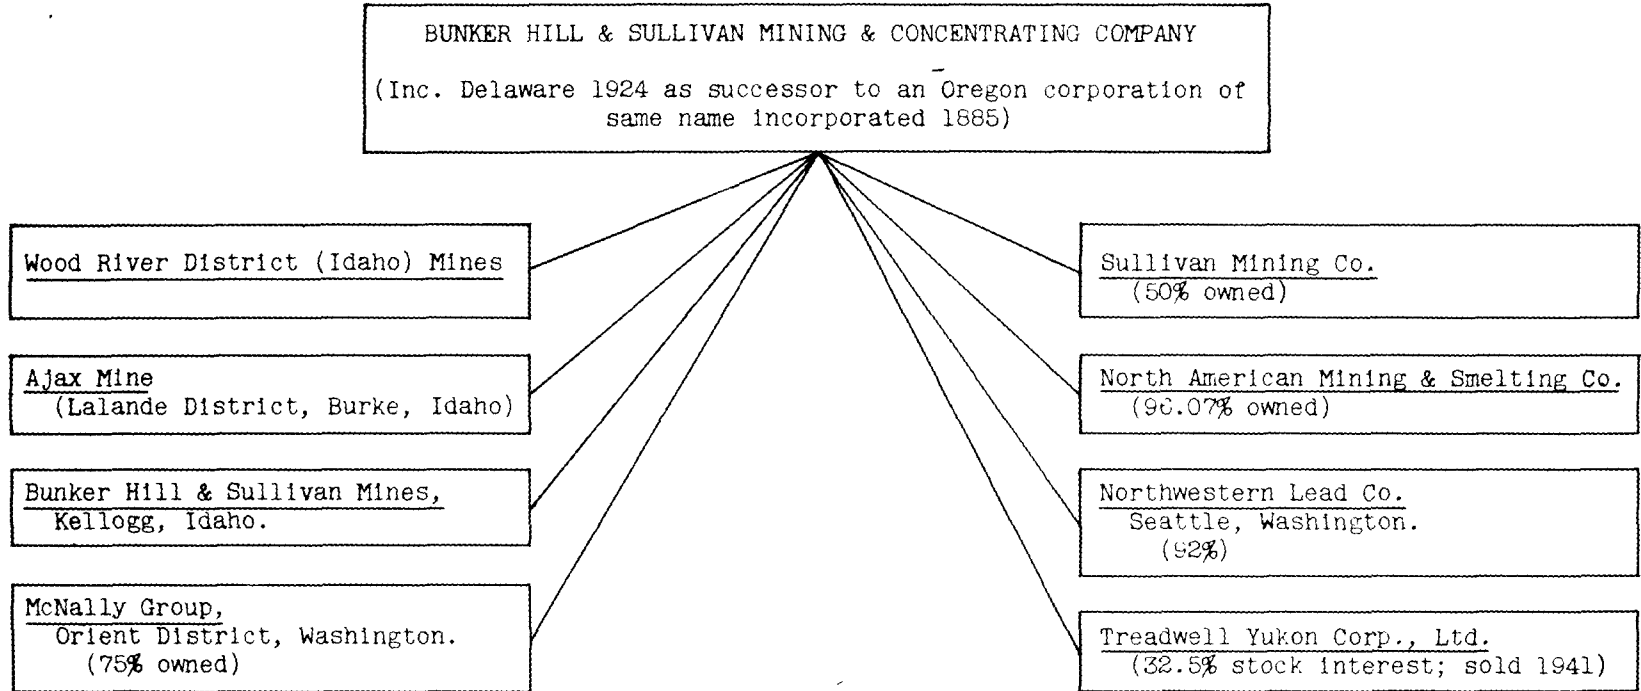 BUNKER HILL & SULLIVAN MINING & CONCENTRATING COMPANY
(Inc. Delaware 1924 as successor to an Oregon corporation of
same name incorporated 1885)
Wood River District (Idaho) Mines
Ajax Mine
(Lalande District, Burke, Idaho)
Bunker Hill & Sullivan Mines,
Kellogg, Idaho.
McNally Group,
Orient District, Washington.
(75% owned)
Sullivan Mining Co.
(50% owned)
North American Mining & Smelting Co.
owned)
Northwestern Lead Co.
Seattle, Washington.
(92%)
Treadwell Yukon Corp., Ltd.
(32.5% stock interest; sold 1941)